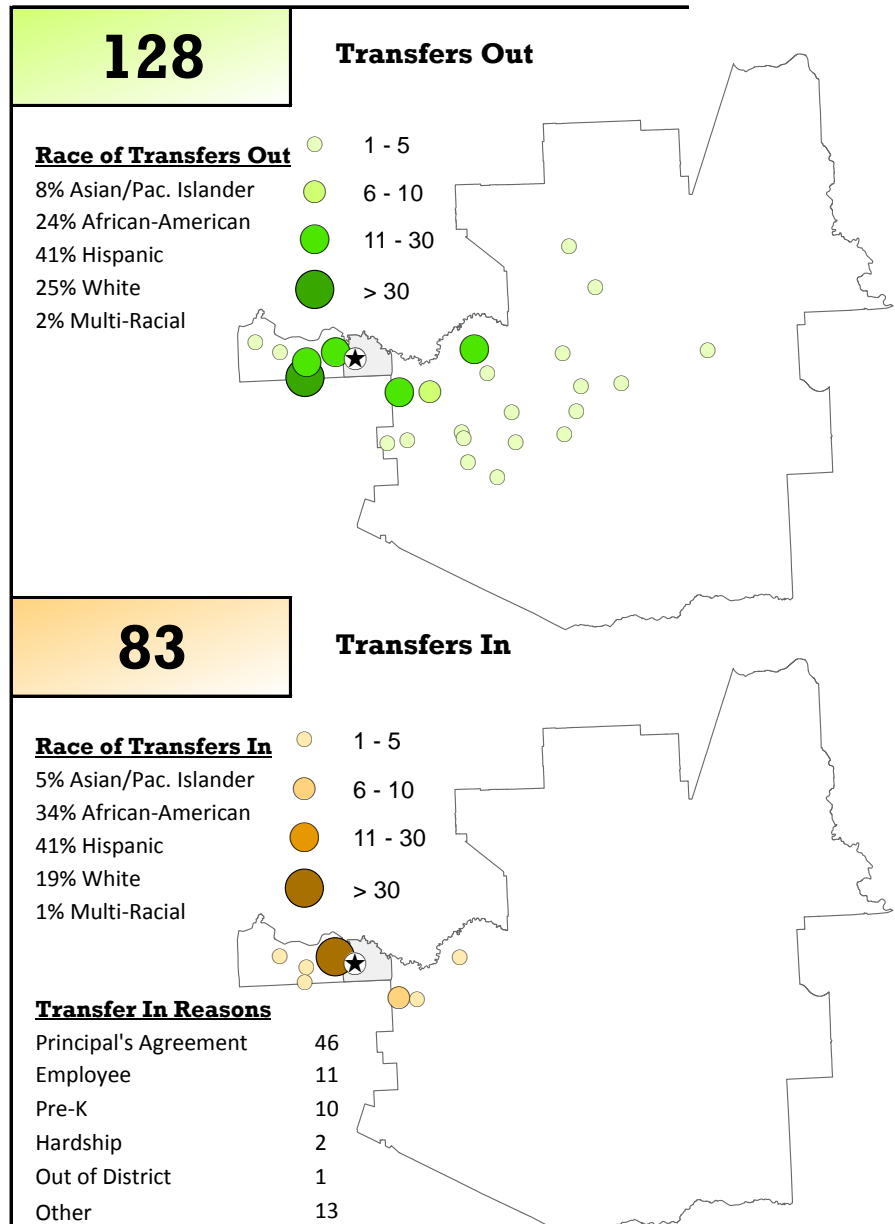 128
Transfers Out
Race of Transfers Out
8% Asian/Pac. Islander
24% African-American
41% Hispanic
25% White
2% Multi-Racial
1 - 5
6 - 10
11 - 30
> 30
83
Transfers In
Race of Transfers In
5% Asian/Pac. Islander
34% African-American
41% Hispanic
19% White
1% Multi-Racial
1 - 5
6 - 10
11 - 30
> 30
Transfer In Reasons
Principal's Agreement 46
Employee 11
Pre-K 10
Hardship 2
Out of District 1
Other 13